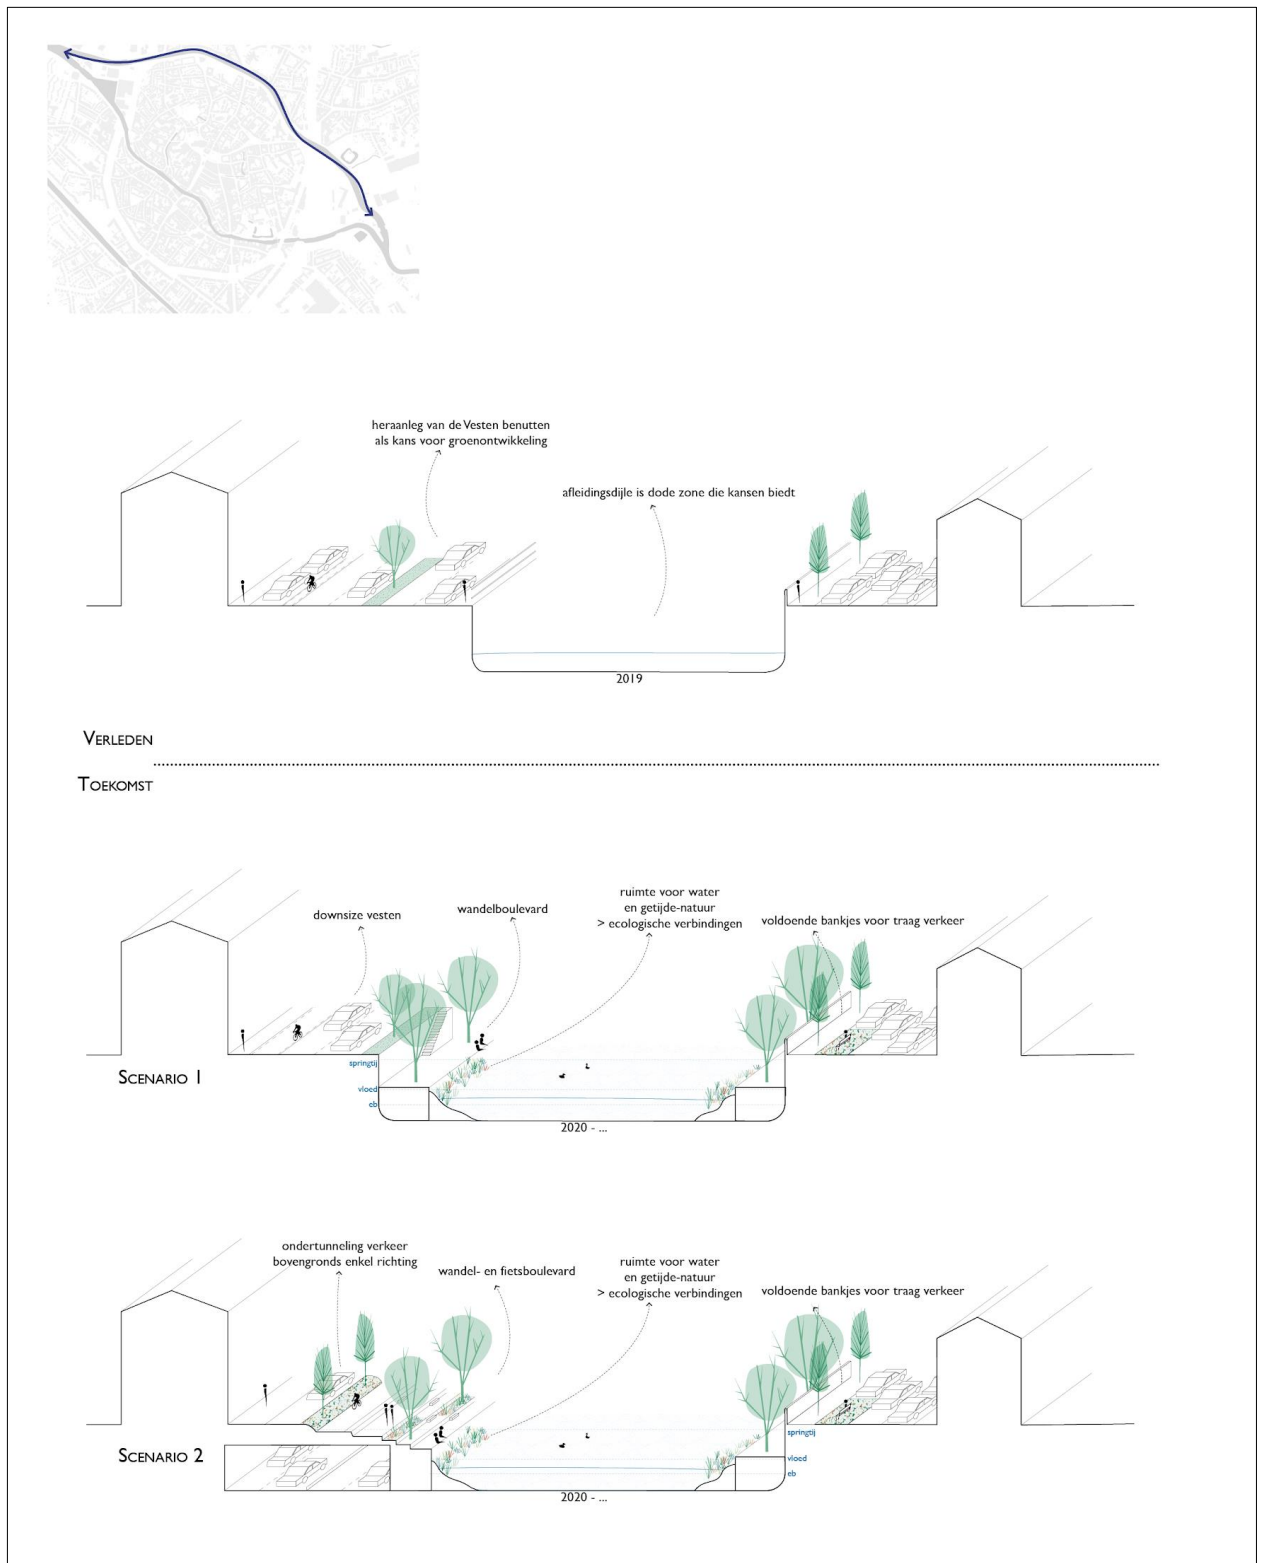 heraanleg van de Vesten benutten
als kans voor groenontwikkeling
afleidingsdijle is dode zone die kansen biedt
2019
VERLEDEN
TOEKOMST
downsize vesten
wandelboulevard
ruimte voor water
en getijde-natuur
> ecologische verbindingen
voldoende bankjes voor traag verkeer
springtij
vloed
eb
SCENARIO 1
2020 - ...
ondertunneling verkeer
bovengronds enkel richting
wandel- en fietsboulevard
ruimte voor water
en getijde-natuur
> ecologische verbindingen
voldoende bankjes voor traag verkeer
springtij
vloed
eb
SCENARIO 2
2020 - ...